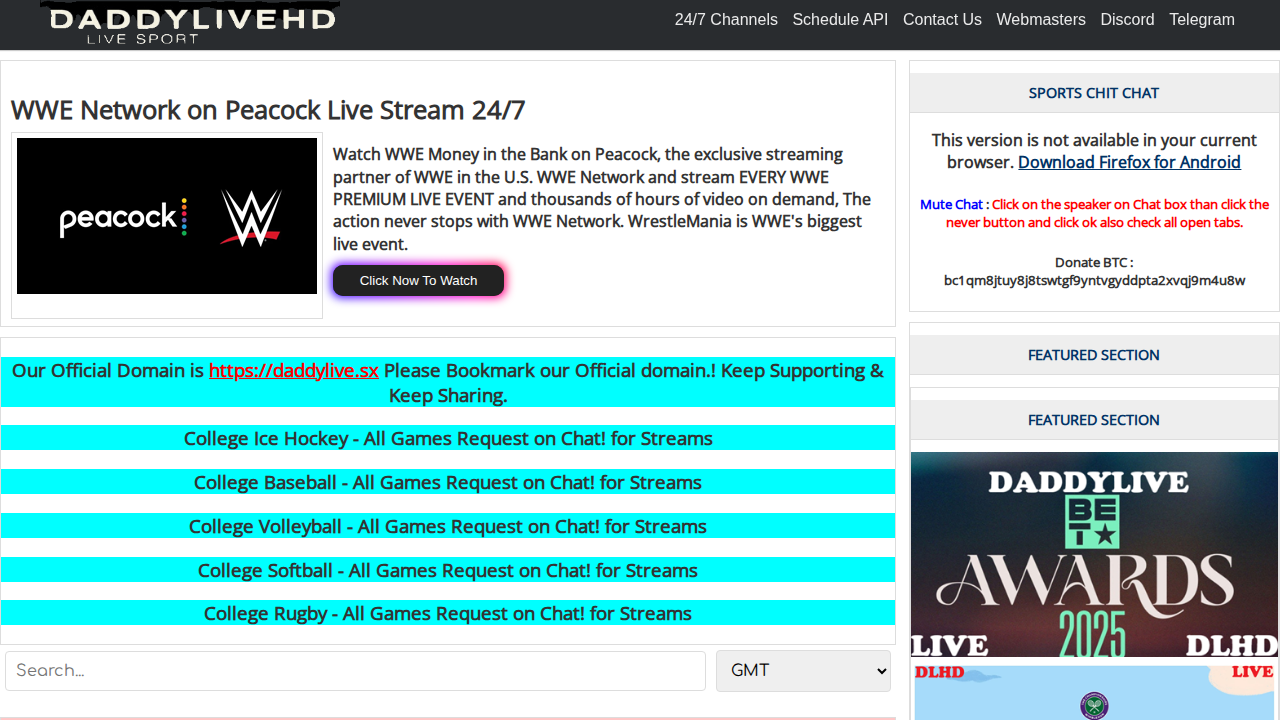 DADDYLIVEHD
LIVE SPORT
24/7 Channels Schedule API Contact Us Webmasters Discord Telegram
WWE Network on Peacock Live Stream 24/7
peacock
Watch WWE Money in the Bank on Peacock, the exclusive streaming
partner of WWE in the U.S. WWE Network and stream EVERY WWE
PREMIUM LIVE EVENT and thousands of hours of video on demand, The
action never stops with WWE Network. WrestleMania is WWE's biggest
live event.
Click Now To Watch
Our Official Domain is https://daddylive.sx Please Bookmark our Official domain.! Keep Supporting &
Keep Sharing.
College Ice Hockey - All Games Request on Chat! for Streams
College Baseball - All Games Request on Chat! for Streams
College Volleyball - All Games Request on Chat! for Streams
College Softball - All Games Request on Chat! for Streams
College Rugby - All Games Request on Chat! for Streams
Search...
GMT
SPORTS CHIT CHAT
This version is not available in your current
browser. Download Firefox for Android
Mute Chat : Click on the speaker on Chat box than click the
never button and click ok also check all open tabs.
Donate BTC :
bc1qm8jtuy8j8tswtgf9yntvgyddpta2xvqj9m4u8w
FEATURED SECTION
FEATURED SECTION
DADDYLIVE
BE
T★
AWARDS
2025
LIVE DLHD
DLHD LIVE